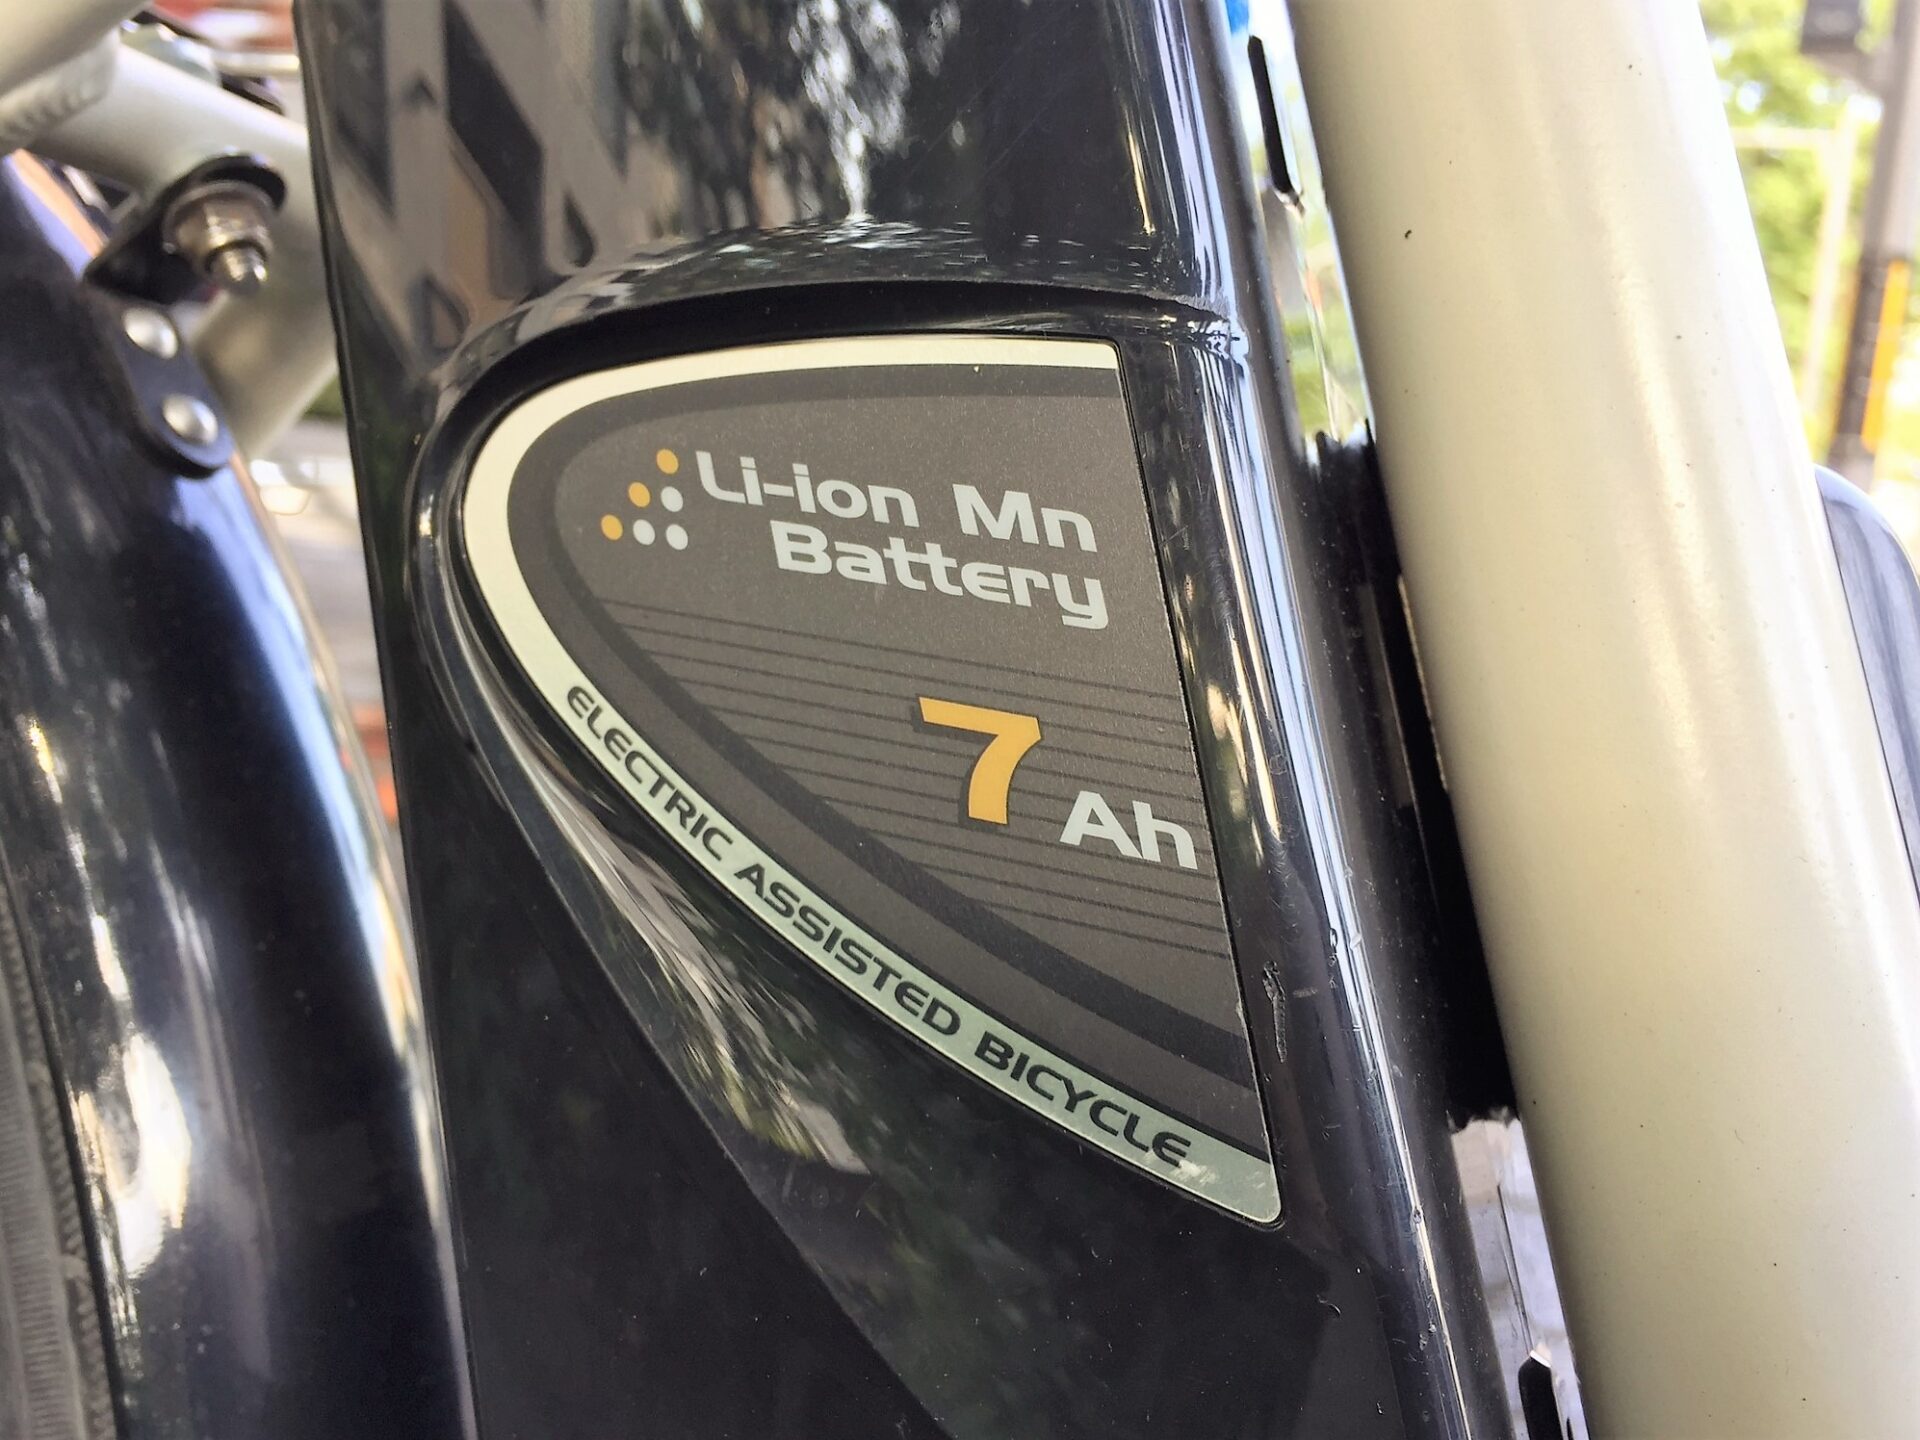 Li-ion Mn
Battery
7 Ah
ELECTRIC ASSISTED BICYCLE